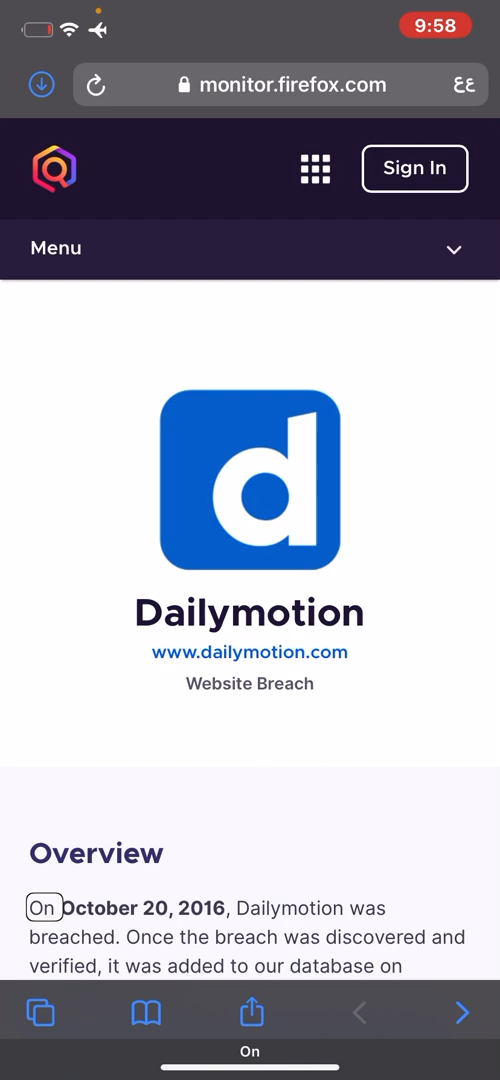 9:58
monitor.firefox.com
عع
Sign In
Menu
Dailymotion
www.dailymotion.com
Website Breach
Overview
On October 20, 2016, Dailymotion was
breached. Once the breach was discovered and
verified, it was added to our database on
On